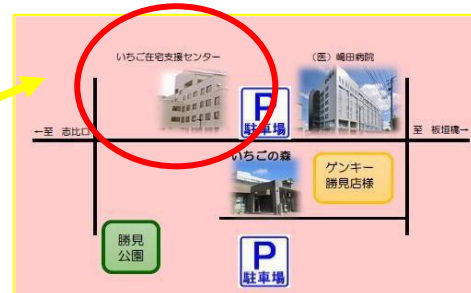 いちご在宅支援センター
(医)嶋田病院
P
駐車場
←至 志比口
至 板垣橋→
いちごの森
ゲンキー
勝見店様
勝見
公園
P
駐車場